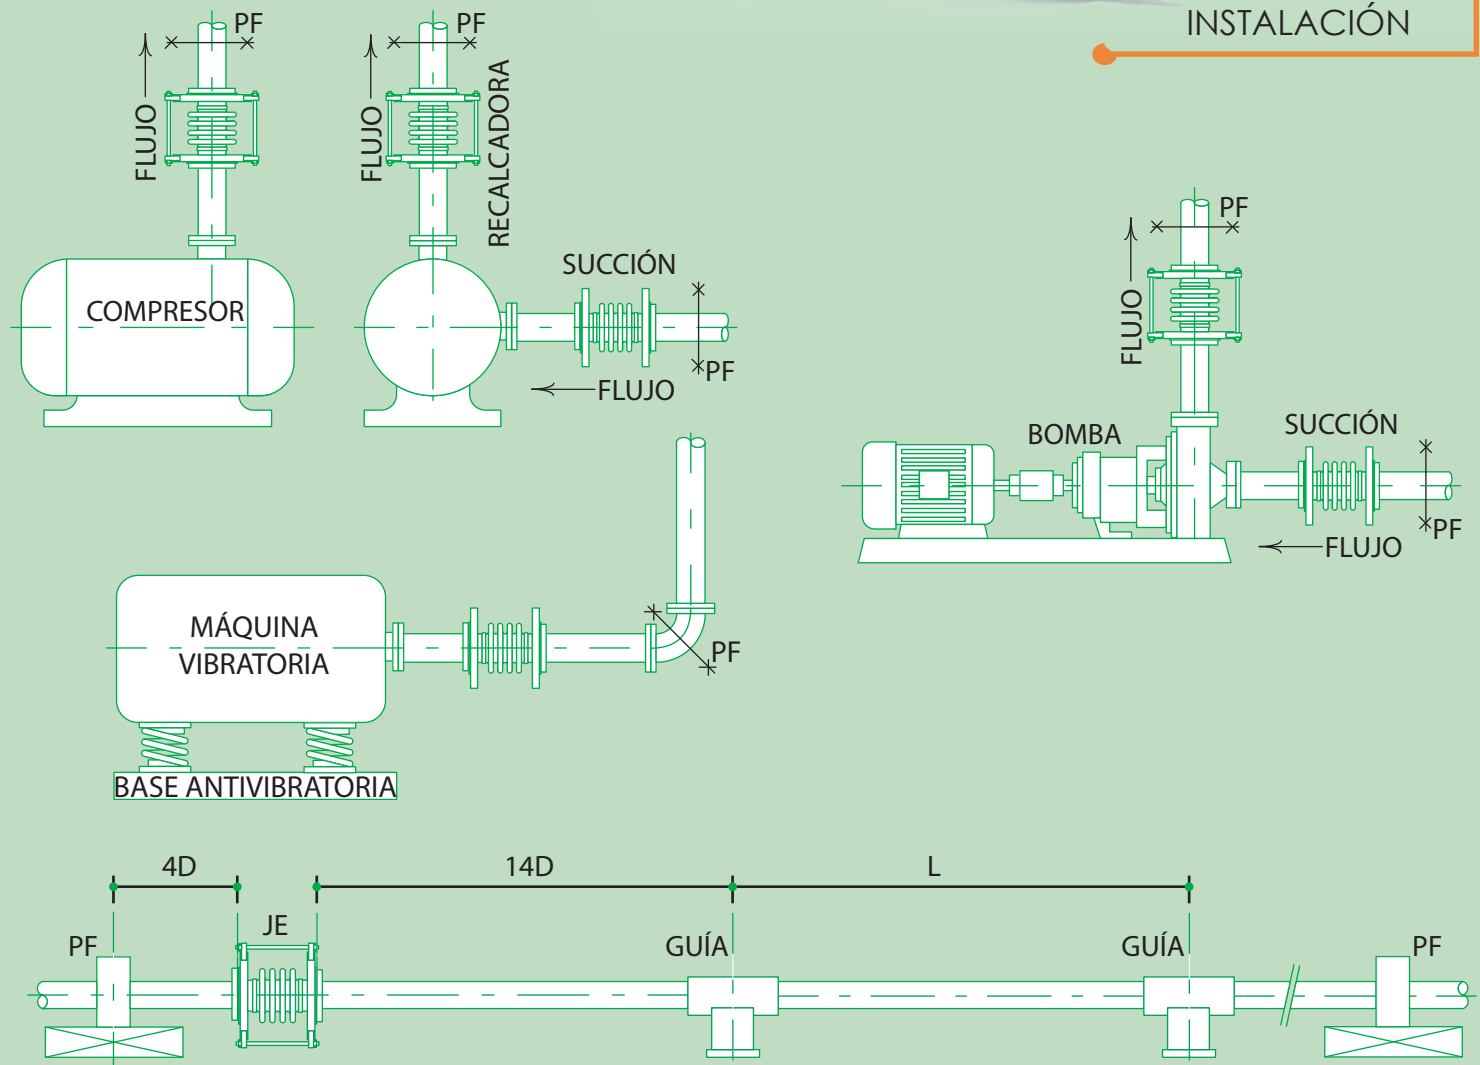 INSTALACIÓN
PF
FLUJO
COMPRESOR
PF
FLUJO
RECALCADORA
SUCCIÓN
PF
FLUJO
PF
FLUJO
BOMBA
SUCCIÓN
PF
FLUJO
MÁQUINA
VIBRATORIA
PF
BASE ANTIVIBRATORIA
4D
14D
L
PF
JE
GUÍA
GUÍA
PF